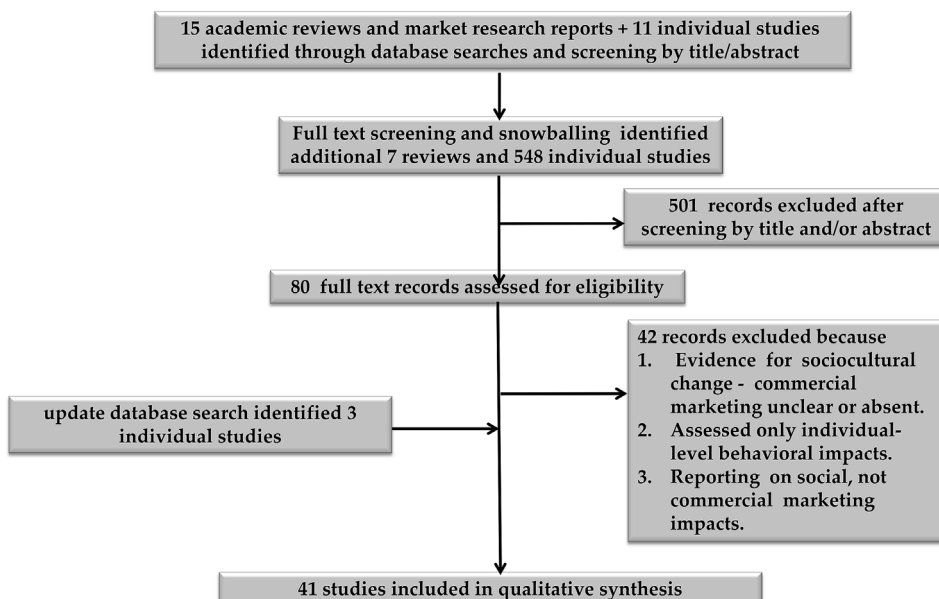 15 academic reviews and market research reports + 11 individual studies
identified through database searches and screening by title/abstract
Full text screening and snowballing identified
additional 7 reviews and 548 individual studies
501 records excluded after
screening by title and/or abstract
80 full text records assessed for eligibility
42 records excluded because
1. Evidence for sociocultural
change - commercial
marketing unclear or absent.
2. Assessed only individual-
level behavioral impacts.
3. Reporting on social, not
commercial marketing
impacts.
update database search identified 3
individual studies
41 studies included in qualitative synthesis